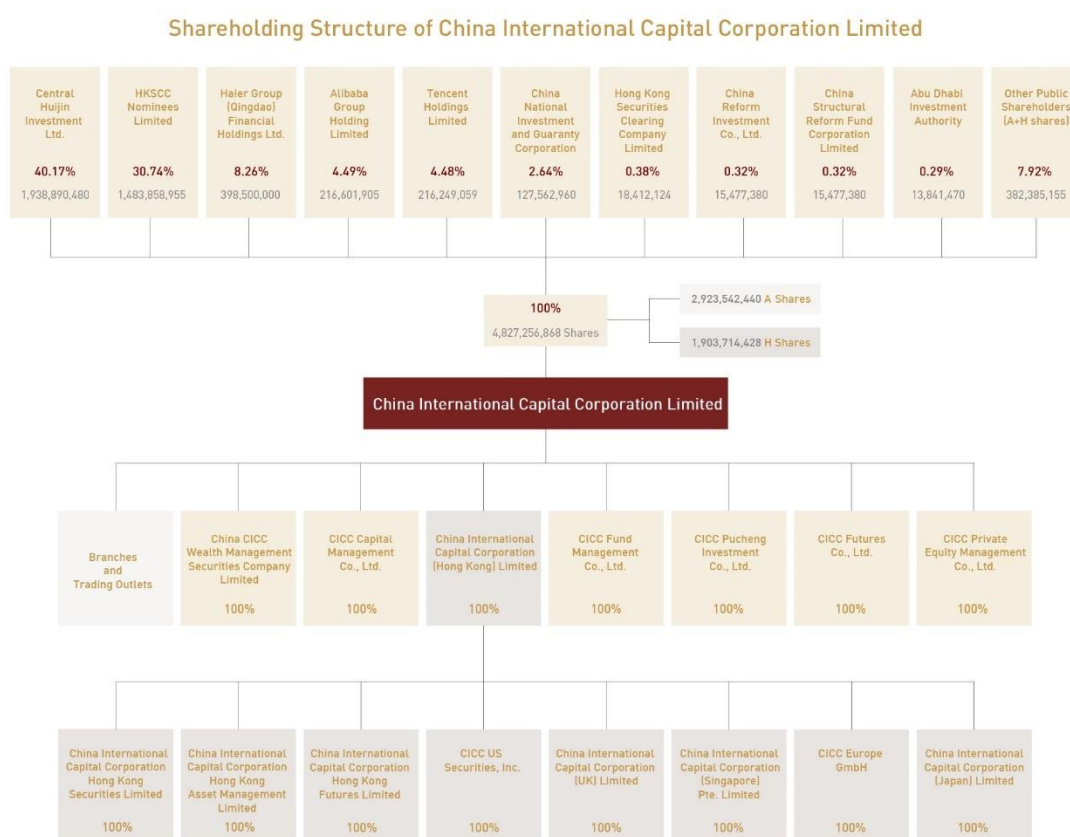 Shareholding Structure of China International Capital Corporation Limited
Central
Huijin
Investment
Ltd.
40.17%
1,938,890,480
HKSCC
Nominees
Limited
30.74%
1,483,858,955
Haier Group
(Qingdao)
Financial
Holdings Ltd.
8.26%
398,500,000
Alibaba
Group
Holding
Limited
4.49%
216,601,905
Tencent
Holdings
Limited
4.48%
216,249,059
China
National
Investment
and Guaranty
Corporation
2.64%
127,562,960
Hong Kong
Securities
Clearing
Company
Limited
0.38%
18,412,124
China
Reform
Investment
Co., Ltd.
0.32%
15,477,380
China
Structural
Reform Fund
Corporation
Limited
0.32%
15,477,380
Abu Dhabi
Investment
Authority
0.29%
13,841,470
Other Public
Shareholders
(A+H shares)
7.92%
382,385,155
100%
4,827,256,868 Shares
2,923,542,440 A Shares
1,903,714,428 H Shares
China International Capital Corporation Limited
Branches
and
Trading Outlets
China CICC
Wealth Management
Securities Company
Limited
100%
CICC Capital
Management
Co., Ltd.
100%
China International
Capital Corporation
(Hong Kong) Limited
100%
CICC Fund
Management
Co., Ltd.
100%
CICC Pucheng
Investment
Co., Ltd.
100%
CICC Futures
Co., Ltd.
100%
CICC Private
Equity Management
Co., Ltd.
100%
China International
Capital Corporation
Hong Kong
Securities Limited
100%
China International
Capital Corporation
Hong Kong
Asset Management
Limited
100%
China International
Capital Corporation
Hong Kong
Futures Limited
100%
CICC US
Securities, Inc.
100%
China International
Capital Corporation
(UK) Limited
100%
China International
Capital Corporation
(Singapore)
Pte. Limited
100%
CICC Europe
GmbH
100%
China International
Capital Corporation
(Japan) Limited
100%